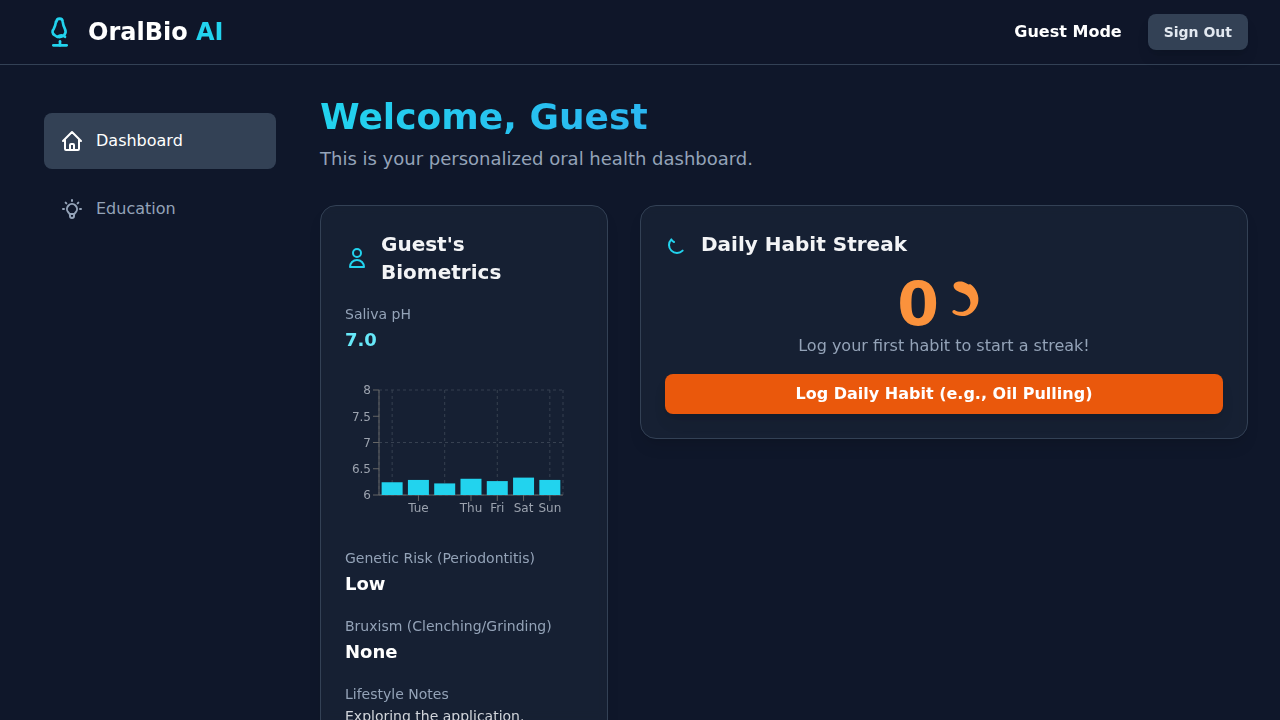 OralBio AI
Guest Mode
Sign Out
Dashboard
Education
Welcome, Guest
This is your personalized oral health dashboard.
Guest's
Biometrics
Saliva pH
7.0
8
7.5
7
6.5
6
Tue Thu Fri Sat Sun
Genetic Risk (Periodontitis)
Low
Bruxism (Clenching/Grinding)
None
Lifestyle Notes
Exploring the application.
Daily Habit Streak
0
Log your first habit to start a streak!
Log Daily Habit (e.g., Oil Pulling)